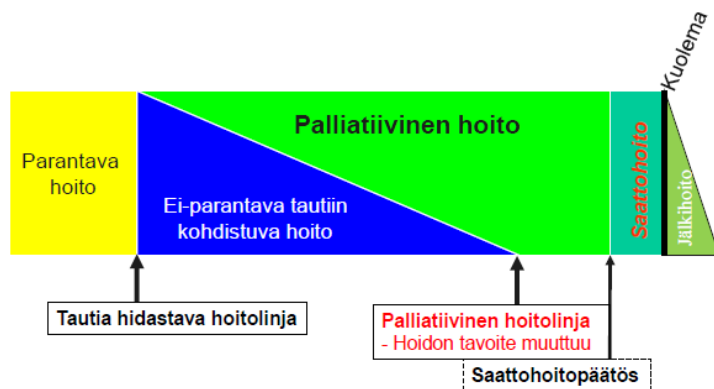 Kuolema
Palliatiivinen hoito
Parantava
hoito
Ei-parantava tautiin
kohdistuva hoito
Saattohoito
Jälkihoito
Tautia hidastava hoitolinja
Palliatiivinen hoitolinja
- Hoidon tavoite muuttuu
Saattohoitopäätös